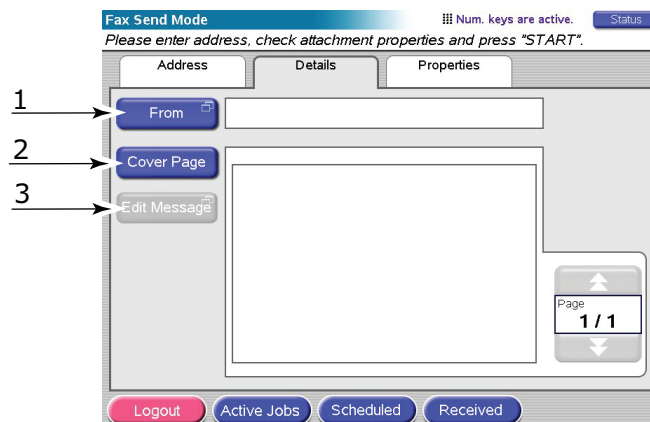 Fax Send Mode
Num. keys are active.
Status
Please enter address, check attachment properties and press "START".
Address
Details
Properties
1
From
2
Cover Page
3
Edit Message
Page
1 / 1
Logout
Active Jobs
Scheduled
Received